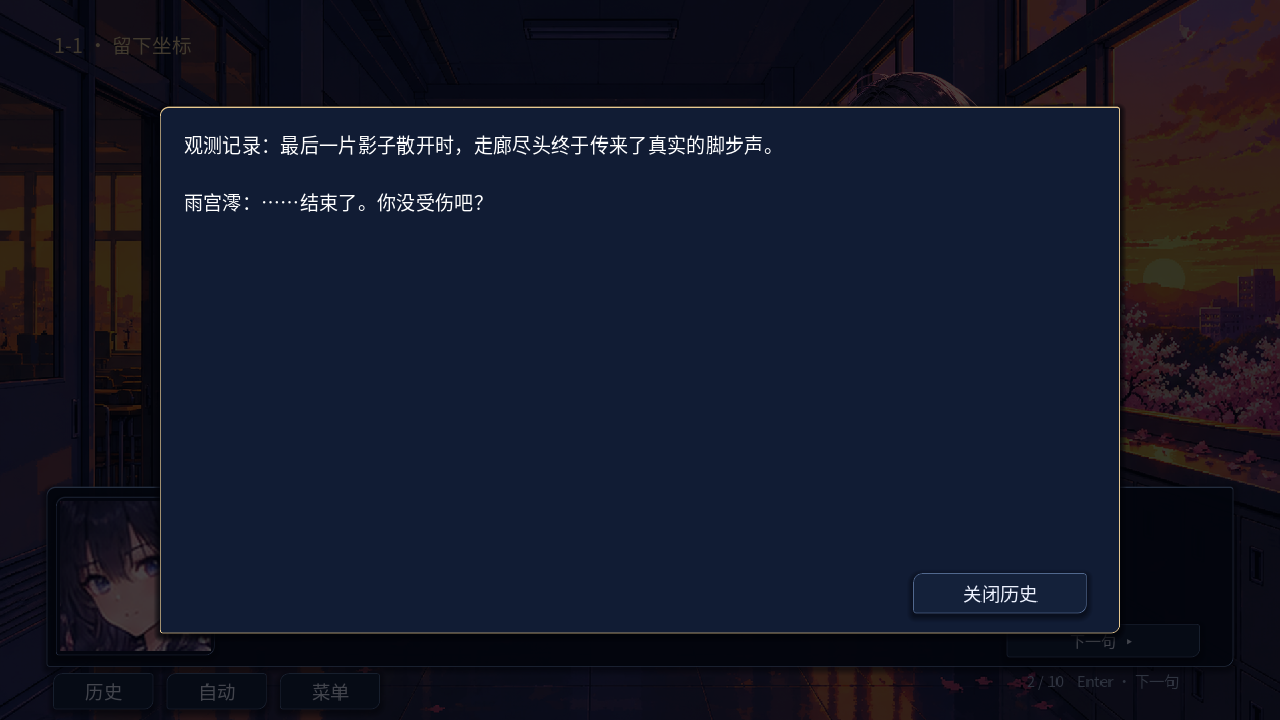 1-1 · 留下坐标
观测记录：最后一片影子散开时，走廊尽头终于传来了真实的脚步声。
雨宫澪：……结束了。你没受伤吧？
关闭历史
下一句 ▸
历史
自动
菜单
2 / 10 Enter · 下一句